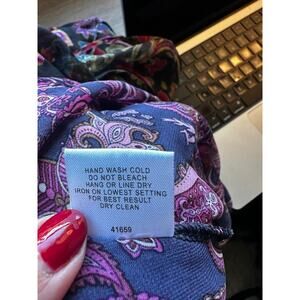 HAND WASH COLD
DO NOT BLEACH
HANG OR LINE DRY
IRON ON LOWEST SETTING
FOR BEST RESULT
DRY CLEAN
41659